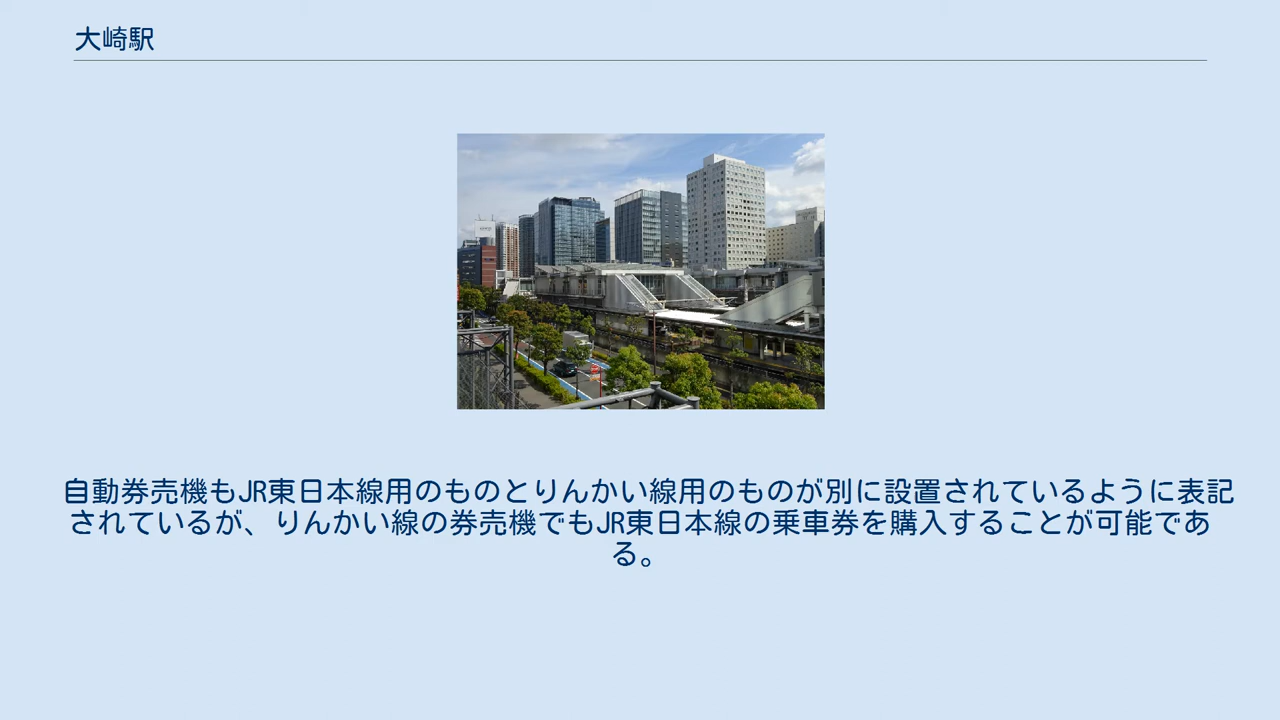 大崎駅
自動券売機もJR東日本線用のものとりんかい線用のものが別に設置されているように表記
されているが、りんかい線の券売機でもJR東日本線の乗車券を購入することが可能であ
る。